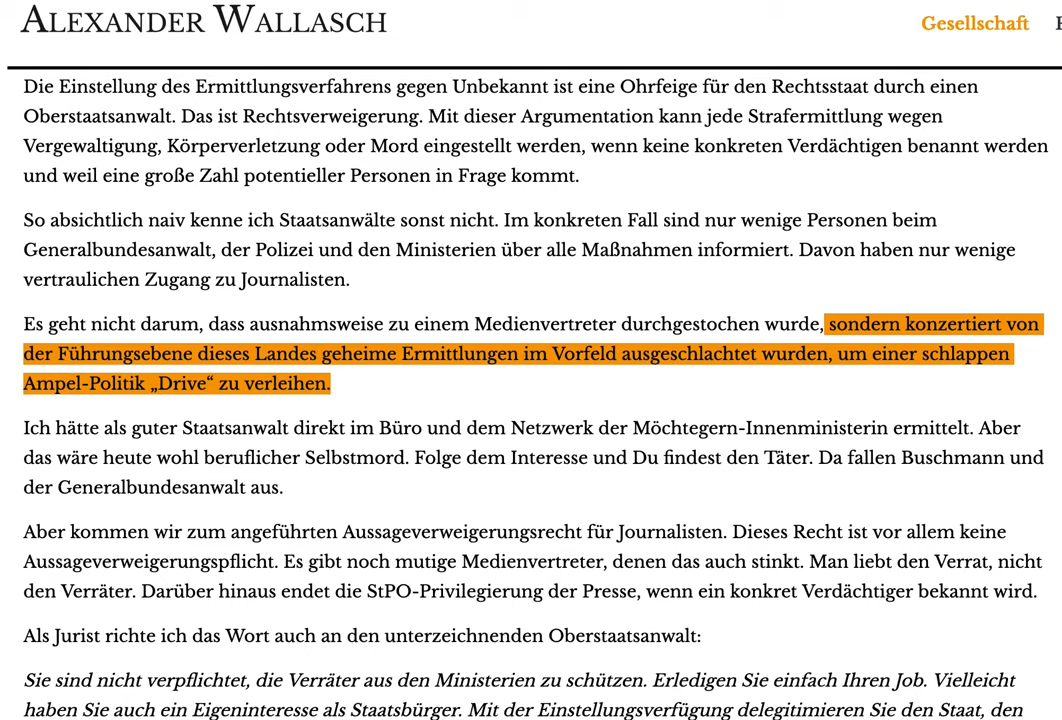 ALEXANDER WALLASCH
Gesellschaft
Die Einstellung des Ermittlungsverfahrens gegen Unbekannt ist eine Ohrfeige für den Rechtsstaat durch einen
Oberstaatsanwalt. Das ist Rechtsverweigerung. Mit dieser Argumentation kann jede Strafermittlung wegen
Vergewaltigung, Körperverletzung oder Mord eingestellt werden, wenn keine konkreten Verdächtigen benannt werden
und weil eine große Zahl potentieller Personen in Frage kommt.
So absichtlich naiv kenne ich Staatsanwälte sonst nicht. Im konkreten Fall sind nur wenige Personen beim
Generalbundesanwalt, der Polizei und den Ministerien über alle Maßnahmen informiert. Davon haben nur wenige
vertraulichen Zugang zu Journalisten.
Es geht nicht darum, dass ausnahmsweise zu einem Medienvertreter durchgestochen wurde, sondern konzertiert von
der Führungsebene dieses Landes geheime Ermittlungen im Vorfeld ausgeschlachtet wurden, um einer schlappen
Ampel-Politik „Drive“ zu verleihen.
Ich hätte als guter Staatsanwalt direkt im Büro und dem Netzwerk der Möchtegern-Innenministerin ermittelt. Aber
das wäre heute wohl beruflicher Selbstmord. Folge dem Interesse und Du findest den Täter. Da fallen Buschmann und
der Generalbundesanwalt aus.
Aber kommen wir zum angeführten Aussageverweigerungsrecht für Journalisten. Dieses Recht ist vor allem keine
Aussageverweigerungspflicht. Es gibt noch mutige Medienvertreter, denen das auch stinkt. Man liebt den Verrat, nicht
den Verräter. Darüber hinaus endet die StPO-Privilegierung der Presse, wenn ein konkret Verdächtiger bekannt wird.
Als Jurist richte ich das Wort auch an den unterzeichnenden Oberstaatsanwalt:
Sie sind nicht verpflichtet, die Verräter aus den Ministerien zu schützen. Erledigen Sie einfach Ihren Job. Vielleicht
haben Sie auch ein Eigeninteresse als Staatsbürger. Mit der Einstellungsverfügung delegitimieren Sie den Staat, den